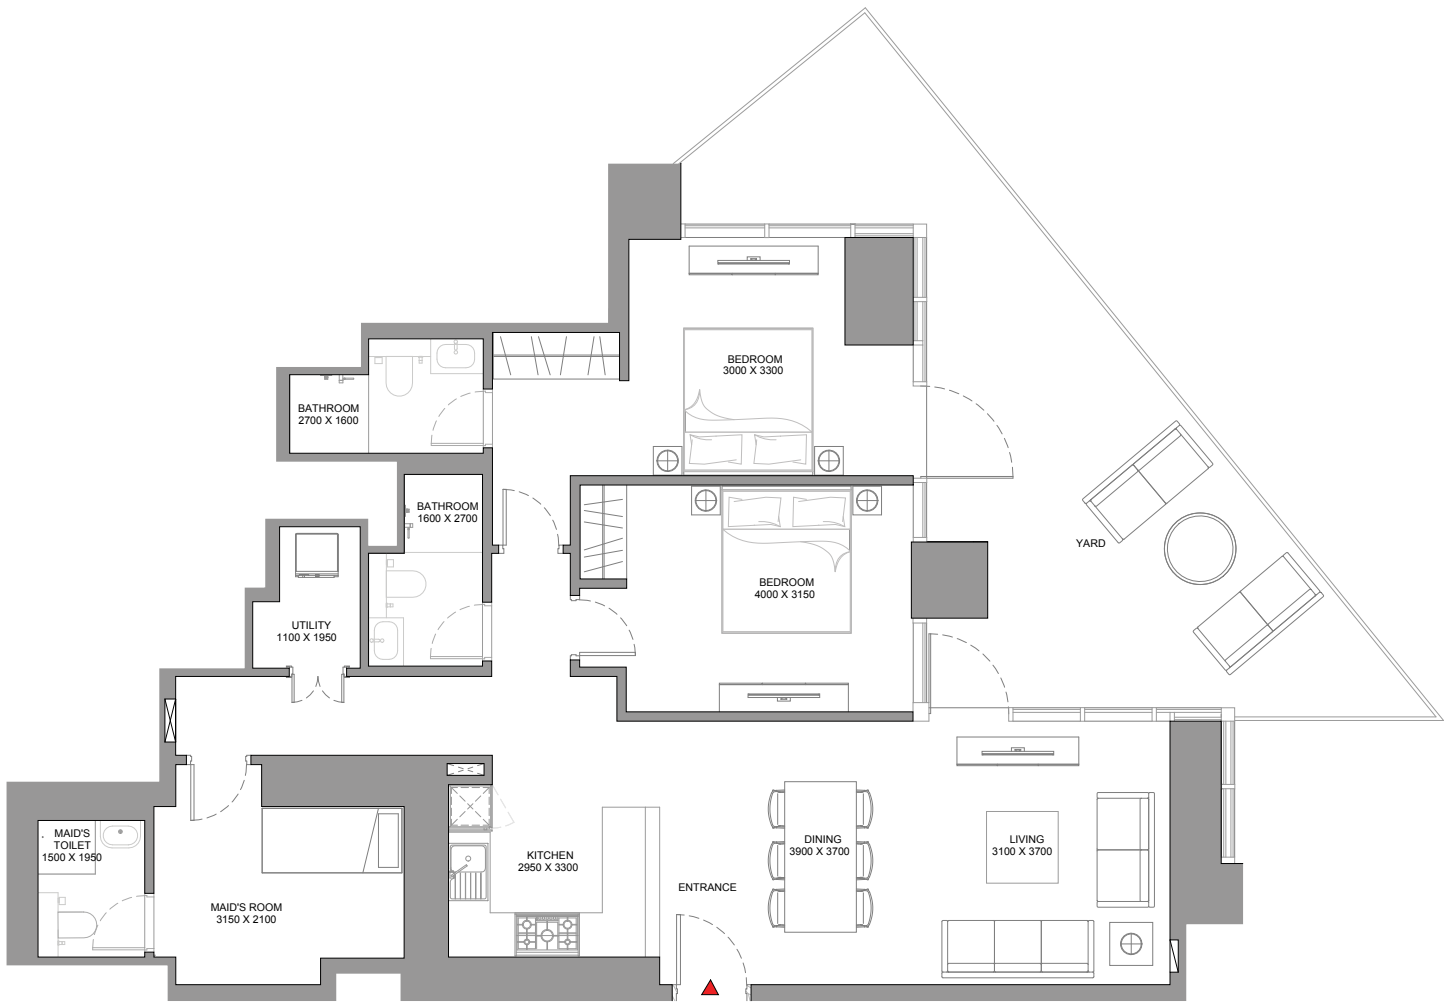 BEDROOM
3000 X 3300
BATHROOM
2700 X 1600
BATHROOM
1600 X 2700
YARD
BEDROOM
4000 X 3150
UTILITY
1100 X 1950
MAID'S
TOILET
1500 X 1950
DINING
3900 X 3700
LIVING
3100 X 3700
KITCHEN
2950 X 3300
ENTRANCE
MAID'S ROOM
3150 X 2100